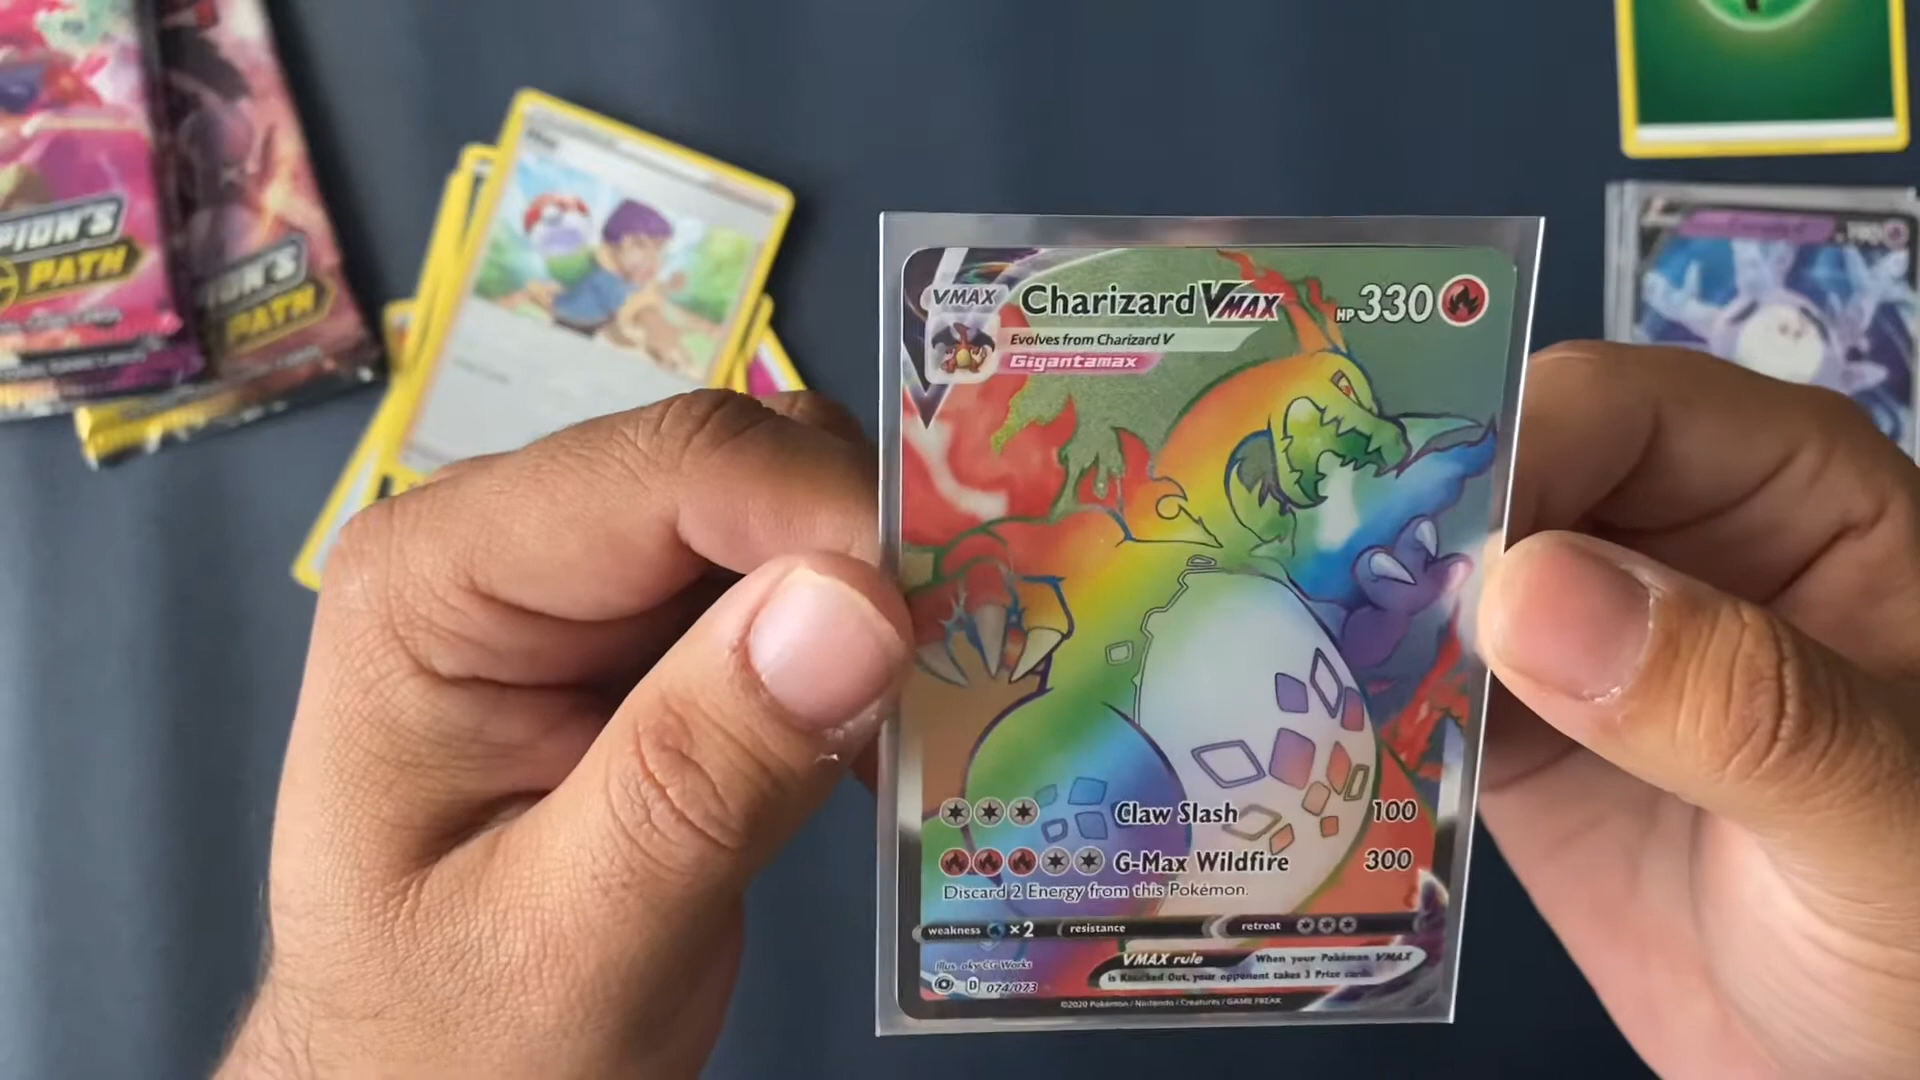 PION'S
PATH
ION'S
PATH
VMAX
Charizard VMAX
HP 330
Evolves from Charizard V
Gigantamax
Claw Slash 100
G-Max Wildfire 300
Discard 2 Energy from this Pokémon.
weakness ×2 resistance retreat
VMAX rule When your Pokémon VMAX
is Knocked Out, your opponent takes 3 Prize cards.
Illus. aky CG Works
D 074/073
©2020 Pokémon / Nintendo / Creatures / GAME FREAK